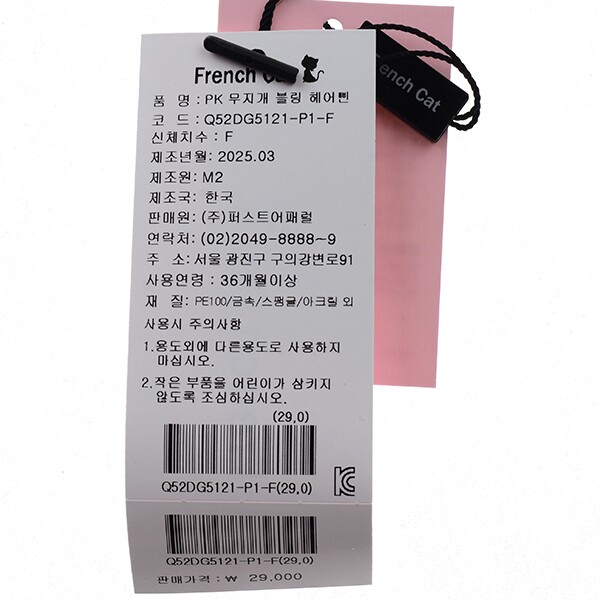 French Cat
French Cat
품 명 : PK 무지개 블링 헤어삔
코 드 : Q52DG5121-P1-F
신체치수 : F
제조년월: 2025.03
제조원: M2
제조국: 한국
판매원: (주)퍼스트어패럴
연락처: (02)2049-8888~9
주 소: 서울 광진구 구의강변로91
사용연령 : 36개월이상
재 질: PE100/금속/스팽귤/아크릴 외
사용시 주의사항
1.용도외에 다른용도로 사용하지
마십시오.
2.작은 부품을 어린이가 삼키지
않도록 조심하십시오.
(29,0)
Q52DG5121-P1-F(29,0)
Q52DG5121-P1-F(29,0)
판매가격 : ₩ 29,000